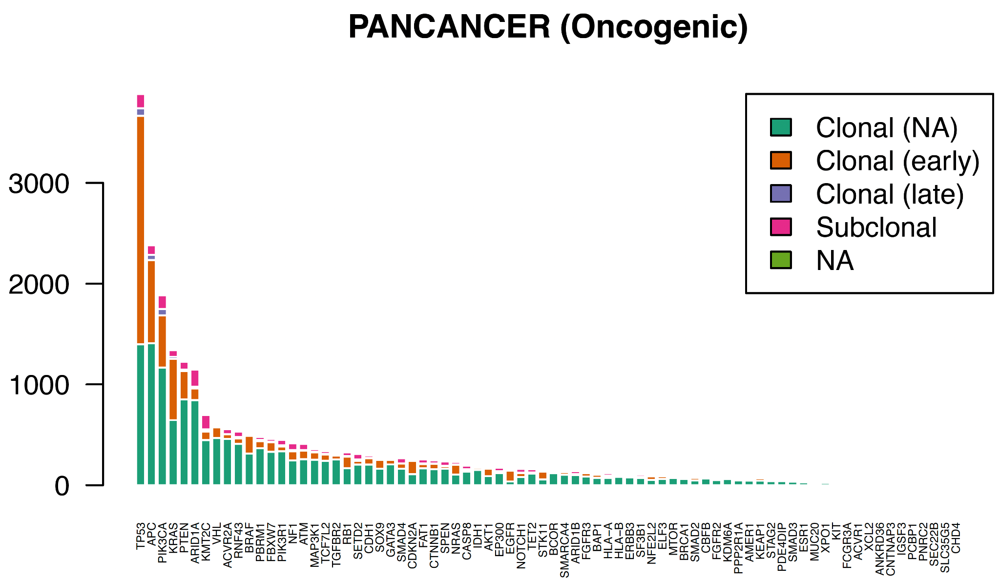 PANCANCER (Oncogenic)
3000
2000
1000
0
Clonal (NA)
Clonal (early)
Clonal (late)
Subclonal
NA
TP53
APC
PIK3CA
KRAS
PTEN
ARID1A
KMT2C
VHL
ACVR2A
RNF43
BRAF
PBRM1
FBXW7
PIK3R1
NF1
ATM
MAP3K1
TCF7L2
TGFBR2
RB1
SETD2
CDH1
SOX9
GATA3
SMAD4
CDKN2A
FAT1
CTNNB1
SPEN
NRAS
CASP8
IDH1
AKT1
EP300
EGFR
NOTCH1
TET2
STK11
BCOR
SMARCA4
ARID1B
FGFR3
BAP1
HLA−A
HLA−B
ERBB3
SF3B1
NFE2L2
ELF3
MTOR
BRCA1
SMAD2
CBFB
FGFR2
KDM6A
PPP2R1A
AMER1
KEAP1
STAG2
PDE4DIP
SMAD3
ESR1
MUC20
XPO1
KIT
FCGR3A
ACVR1
XCL2
ANKRD36
CNTNAP3
IGSF3
PCBP1
PNRC2
SEC22B
SLC35G5
CHD4